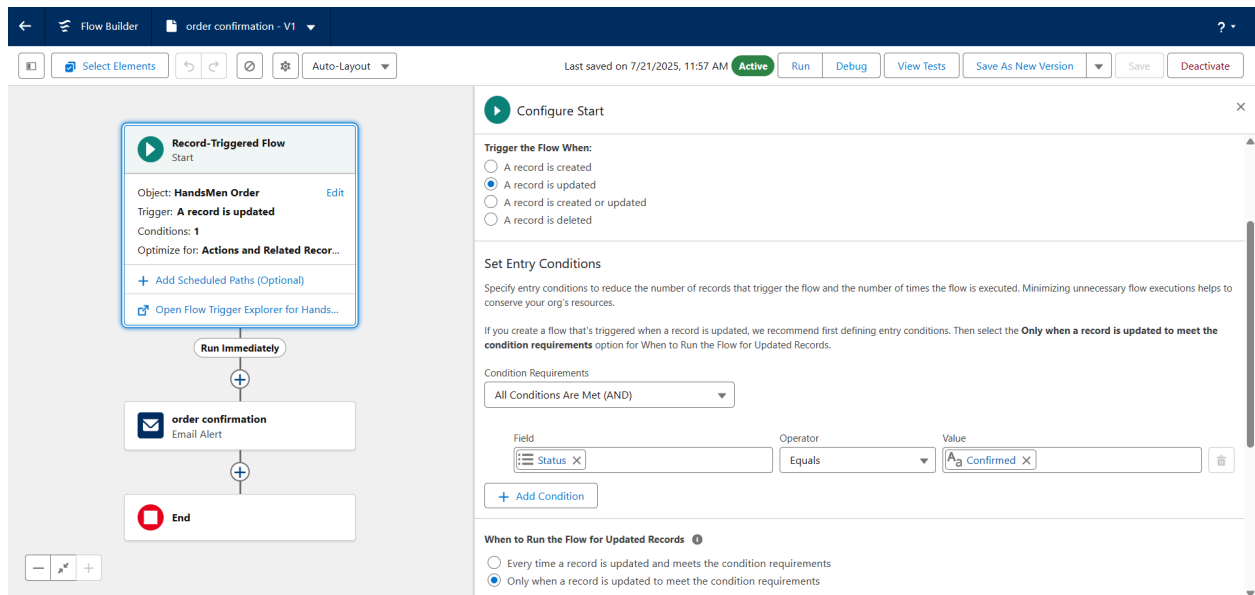 Flow Builder
order confirmation - V1
?
Select Elements
Auto-Layout
Last saved on 7/21/2025, 11:57 AM
Active
Run
Debug
View Tests
Save As New Version
Save
Deactivate
Record-Triggered Flow
Start
Object: HandsMen Order
Edit
Trigger: A record is updated
Conditions: 1
Optimize for: Actions and Related Recor...
+ Add Scheduled Paths (Optional)
Open Flow Trigger Explorer for Hands...
Run Immediately
order confirmation
Email Alert
End
Configure Start
Trigger the Flow When:
A record is created
A record is updated
A record is created or updated
A record is deleted
Set Entry Conditions
Specify entry conditions to reduce the number of records that trigger the flow and the number of times the flow is executed. Minimizing unnecessary flow executions helps to
conserve your org's resources.
If you create a flow that's triggered when a record is updated, we recommend first defining entry conditions. Then select the Only when a record is updated to meet the
condition requirements option for When to Run the Flow for Updated Records.
Condition Requirements
All Conditions Are Met (AND)
Field
Operator
Value
Status
Equals
Aa Confirmed
+ Add Condition
When to Run the Flow for Updated Records
Every time a record is updated and meets the condition requirements
Only when a record is updated to meet the condition requirements